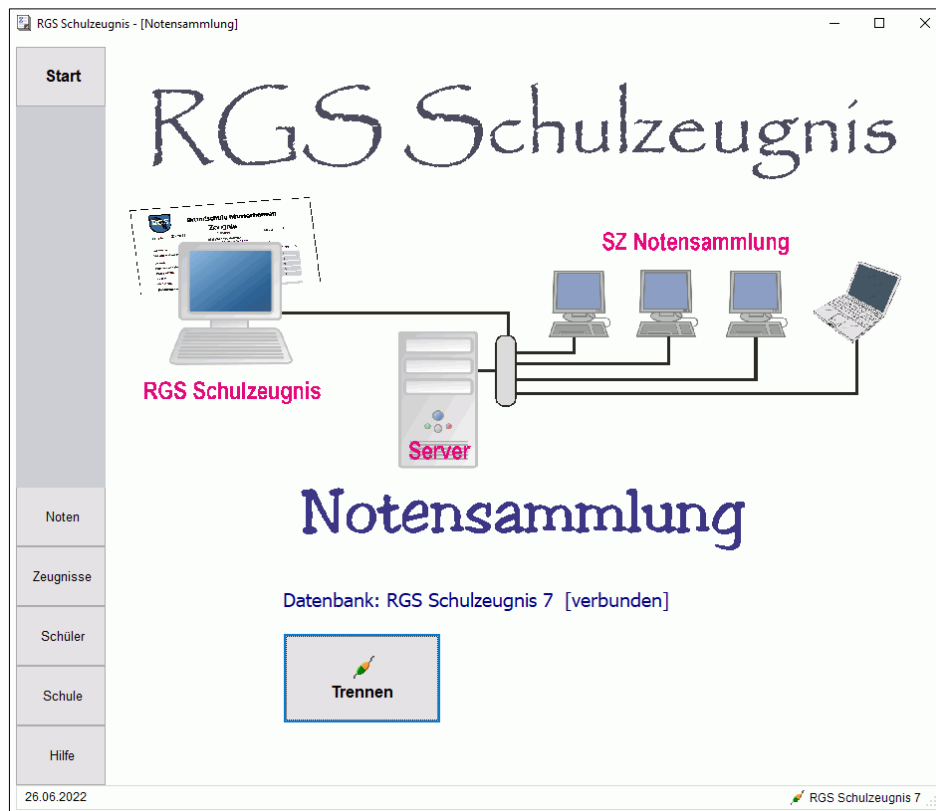 RGS Schulzeugnis - [Notensammlung]
Start
RGS Schulzeugnis
Zeugnis
SZ Notensammlung
RGS Schulzeugnis
Server
Notensammlung
Noten
Zeugnisse
Datenbank: RGS Schulzeugnis 7 [verbunden]
Schüler
Trennen
Schule
Hilfe
26.06.2022
RGS Schulzeugnis 7